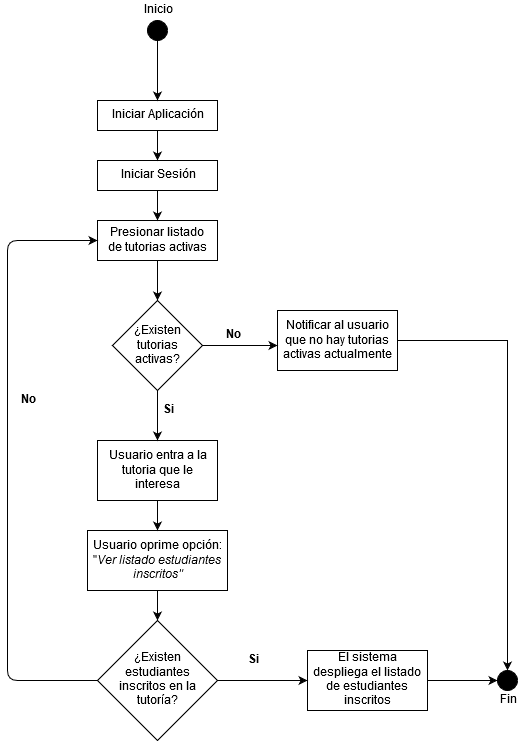 Inicio
Iniciar Aplicación
Iniciar Sesión
Presionar listado
de tutorias activas
¿Existen
tutorias
activas?
No
Notificar al usuario
que no hay tutorias
activas actualmente
No
Si
Usuario entra a la
tutoria que le
interesa
Usuario oprime opción:
"Ver listado estudiantes
inscritos"
¿Existen
estudiantes
inscritos en la
tutoría?
Si
El sistema
despliega el listado
de estudiantes
inscritos
Fin